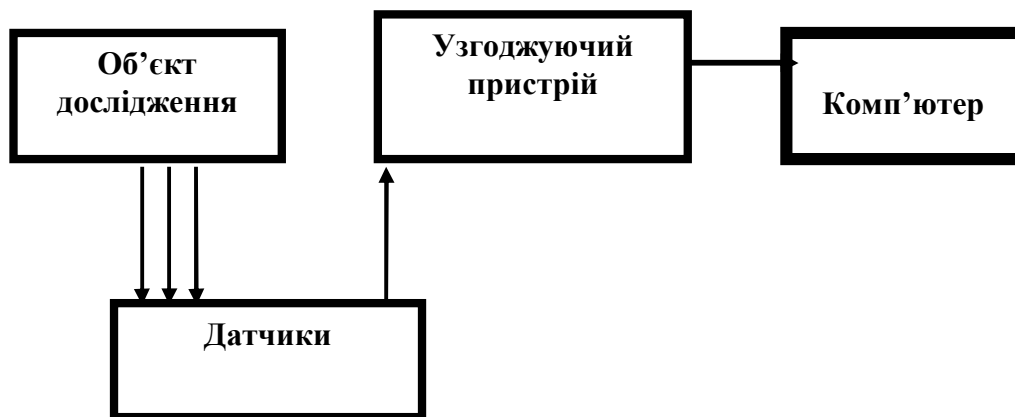 Об’єкт
дослідження
Узгоджуючий
пристрій
Комп’ютер
Датчики